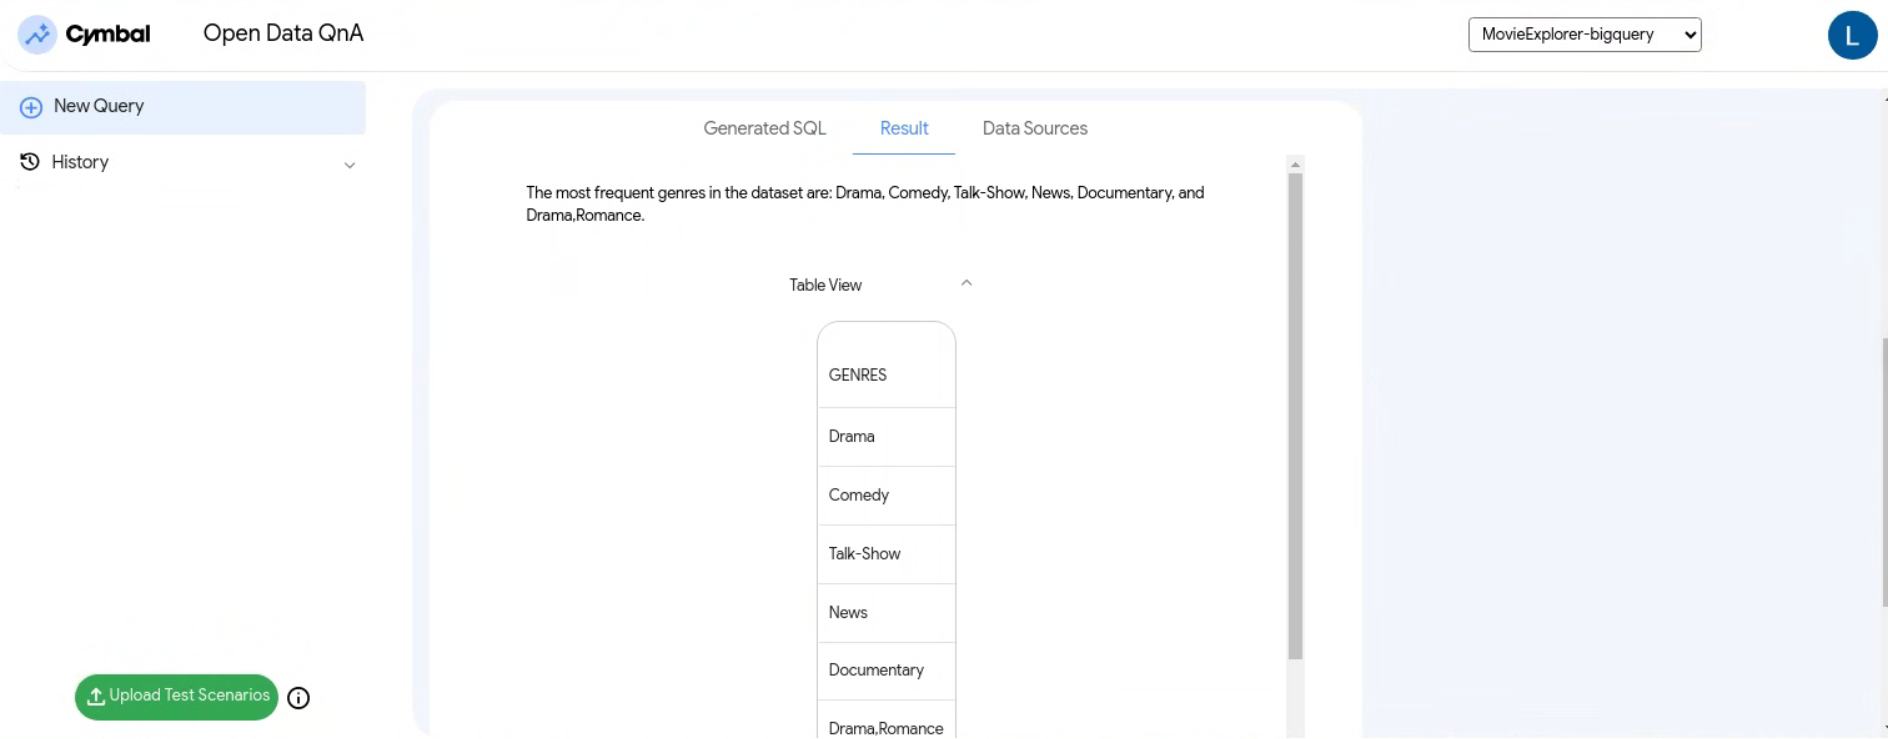 Cymbal
Open Data QnA
MovieExplorer-bigquery
L
New Query
History
Generated SQL
Result
Data Sources
The most frequent genres in the dataset are: Drama, Comedy, Talk-Show, News, Documentary, and
Drama,Romance.
Table View
GENRES
Drama
Comedy
Talk-Show
News
Documentary
Drama,Romance
Upload Test Scenarios